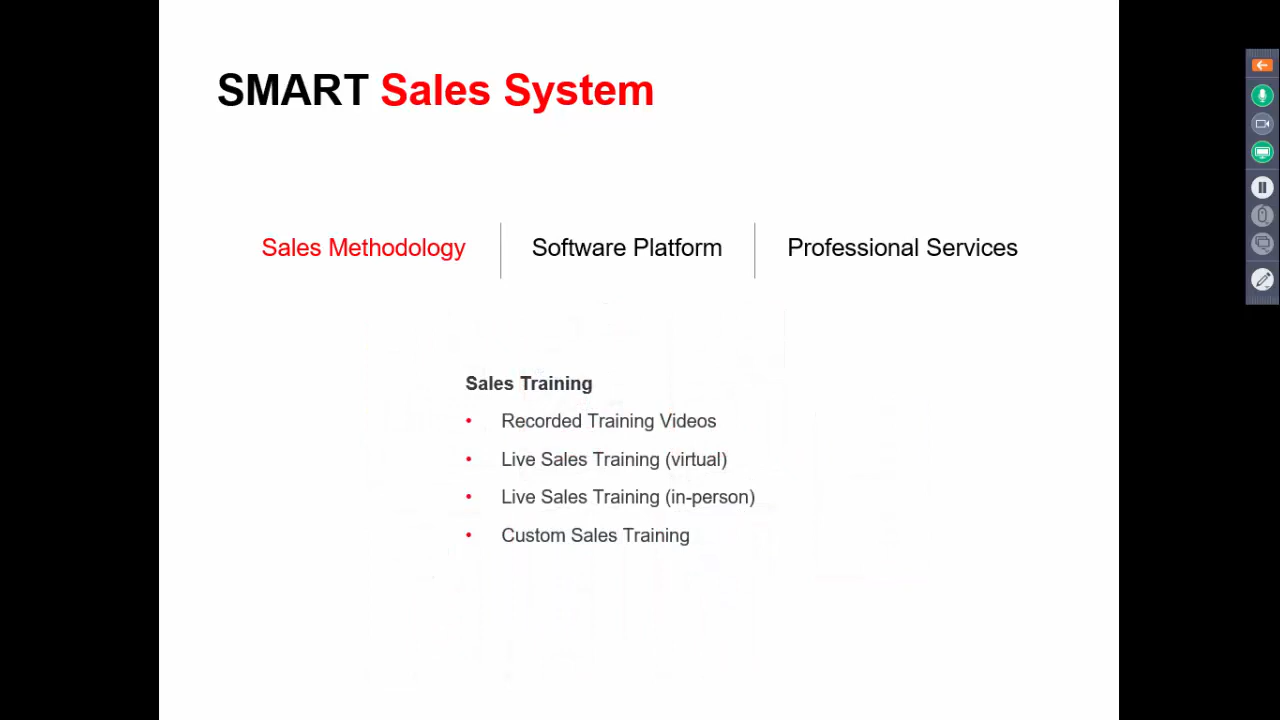 SMART Sales System
Sales Methodology
Software Platform
Professional Services
Sales Training
• Recorded Training Videos
• Live Sales Training (virtual)
• Live Sales Training (in-person)
• Custom Sales Training